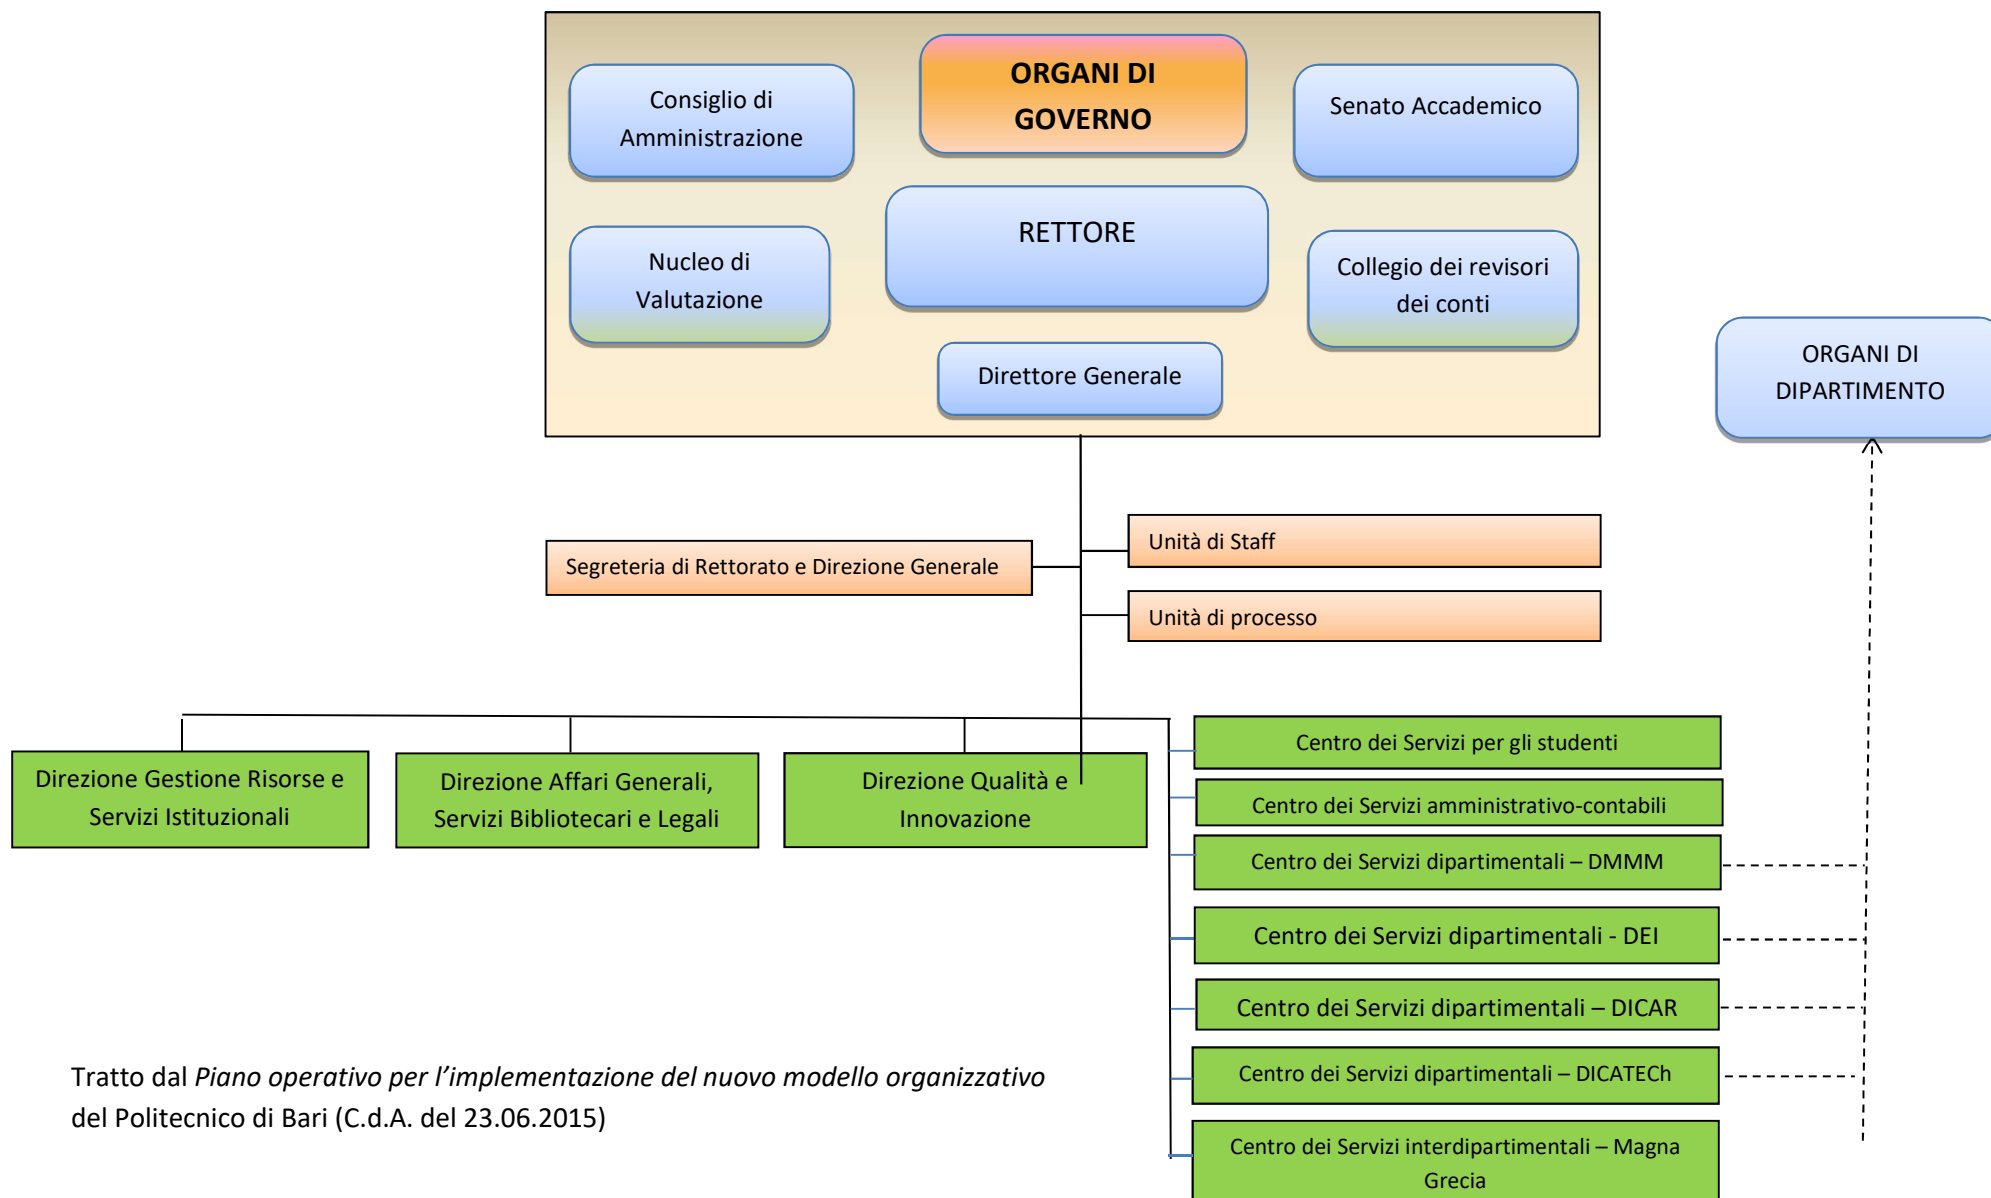 ORGANI DI
GOVERNO
Consiglio di
Amministrazione
Senato Accademico
RETTORE
Nucleo di
Valutazione
Collegio dei revisori
dei conti
Direttore Generale
ORGANI DI
DIPARTIMENTO
Unità di Staff
Segreteria di Rettorato e Direzione Generale
Unità di processo
Direzione Gestione Risorse e
Servizi Istituzionali
Direzione Affari Generali,
Servizi Bibliotecari e Legali
Direzione Qualità e
Innovazione
Centro dei Servizi per gli studenti
Centro dei Servizi amministrativo-contabili
Centro dei Servizi dipartimentali – DMMM
Centro dei Servizi dipartimentali - DEI
Centro dei Servizi dipartimentali – DICAR
Centro dei Servizi dipartimentali – DICATECh
Centro dei Servizi interdipartimentali – Magna
Grecia
Tratto dal Piano operativo per l'implementazione del nuovo modello organizzativo
del Politecnico di Bari (C.d.A. del 23.06.2015)